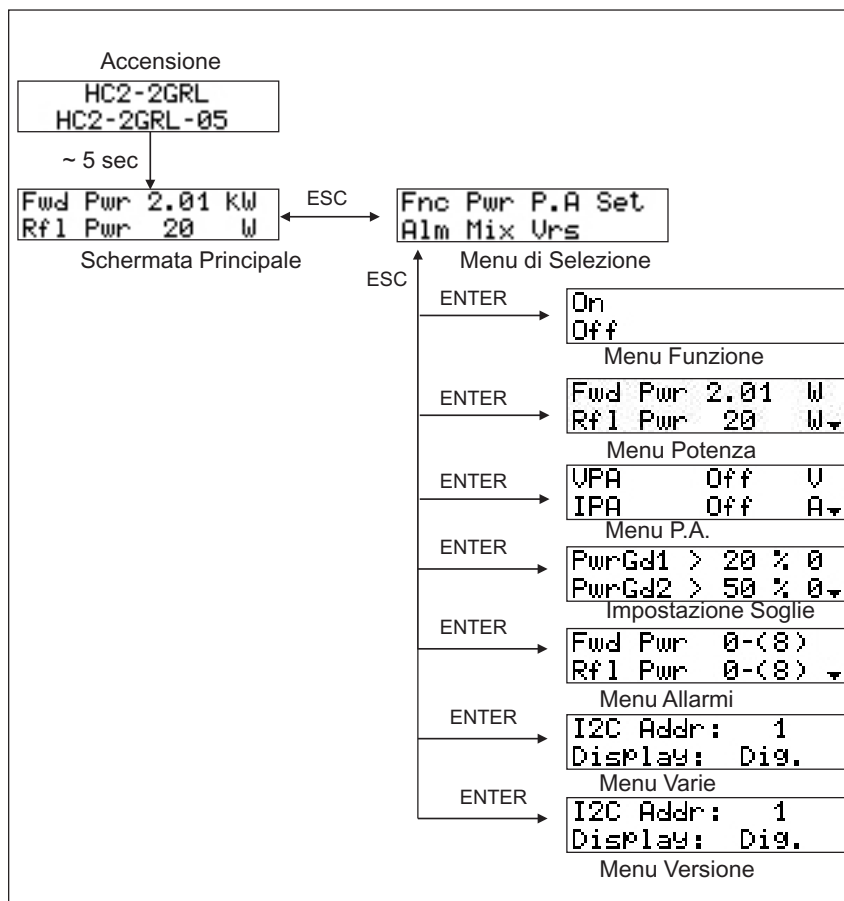 Accensione
HC2-2GRL
HC2-2GRL-05
~ 5 sec
Fwd Pwr 2.01 KW
Rfl Pwr 20 W
Schermata Principale
ESC
Fnc Pwr P.A Set
Alm Mix Vrs
Menu di Selezione
ESC
ENTER
On
Off
Menu Funzione
ENTER
Fwd Pwr 2.01 W
Rfl Pwr 20 W
Menu Potenza
ENTER
VPA Off V
IPA Off A
Menu P.A.
ENTER
PwrGd1 > 20 % 0
PwrGd2 > 50 % 0
Impostazione Soglie
ENTER
Fwd Pwr 0-(8)
Rfl Pwr 0-(8)
Menu Allarmi
ENTER
I2C Addr: 1
Display: Dig.
Menu Varie
ENTER
I2C Addr: 1
Display: Dig.
Menu Versione